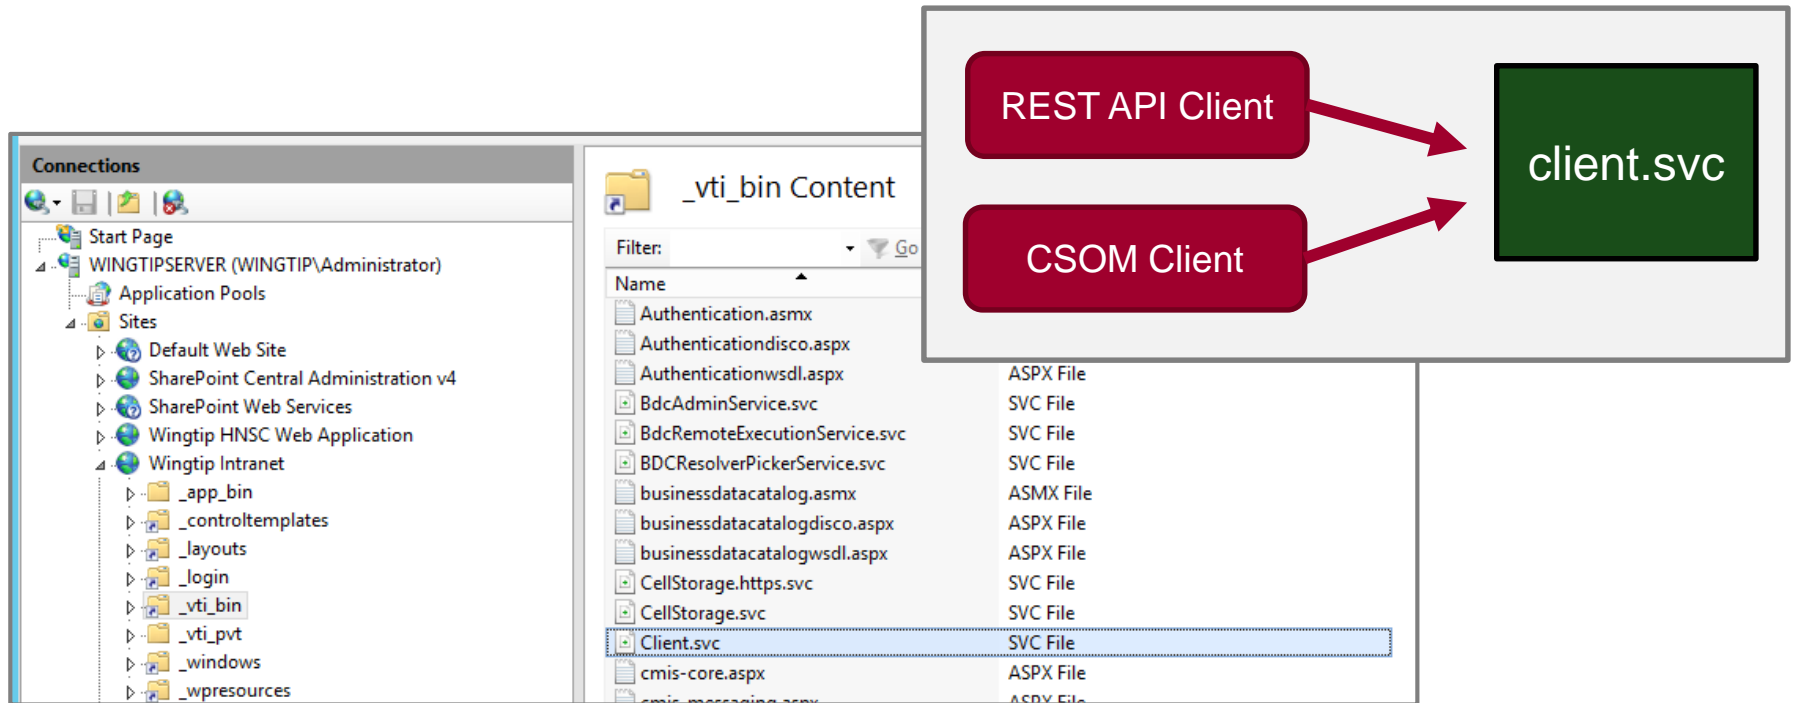 REST API Client
CSOM Client
client.svc
Connections
Start Page
WINGTIPSERVER (WINGTIP\Administrator)
Application Pools
Sites
Default Web Site
SharePoint Central Administration v4
SharePoint Web Services
Wingtip HNSC Web Application
Wingtip Intranet
_app_bin
_controltemplates
_layouts
_login
_vti_bin
_vti_pvt
_windows
_wpresources
_vti_bin Content
Filter: Go
Name
Authentication.asmx
Authenticationdisco.aspx
Authenticationwsdl.aspx ASPX File
BdcAdminService.svc SVC File
BdcRemoteExecutionService.svc SVC File
BDCResolverPickerService.svc SVC File
businessdatacatalog.asmx ASMX File
businessdatacatalogdisco.aspx ASPX File
businessdatacatalogwsdl.aspx ASPX File
CellStorage.https.svc SVC File
CellStorage.svc SVC File
Client.svc SVC File
cmis-core.aspx ASPX File
cmis-messaging.aspx ASPX File